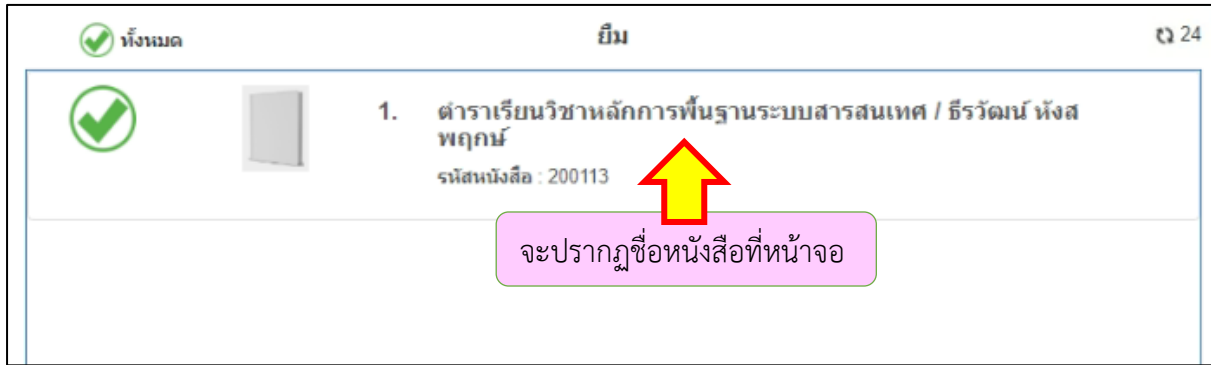 ทั้งหมด ยืม 24
1. ตำราเรียนวิชาหลักการพื้นฐานระบบสารสนเทศ / ธีรวัฒน์ หังส
พฤกษ์
รหัสหนังสือ : 200113
จะปรากฏชื่อหนังสือที่หน้าจอ